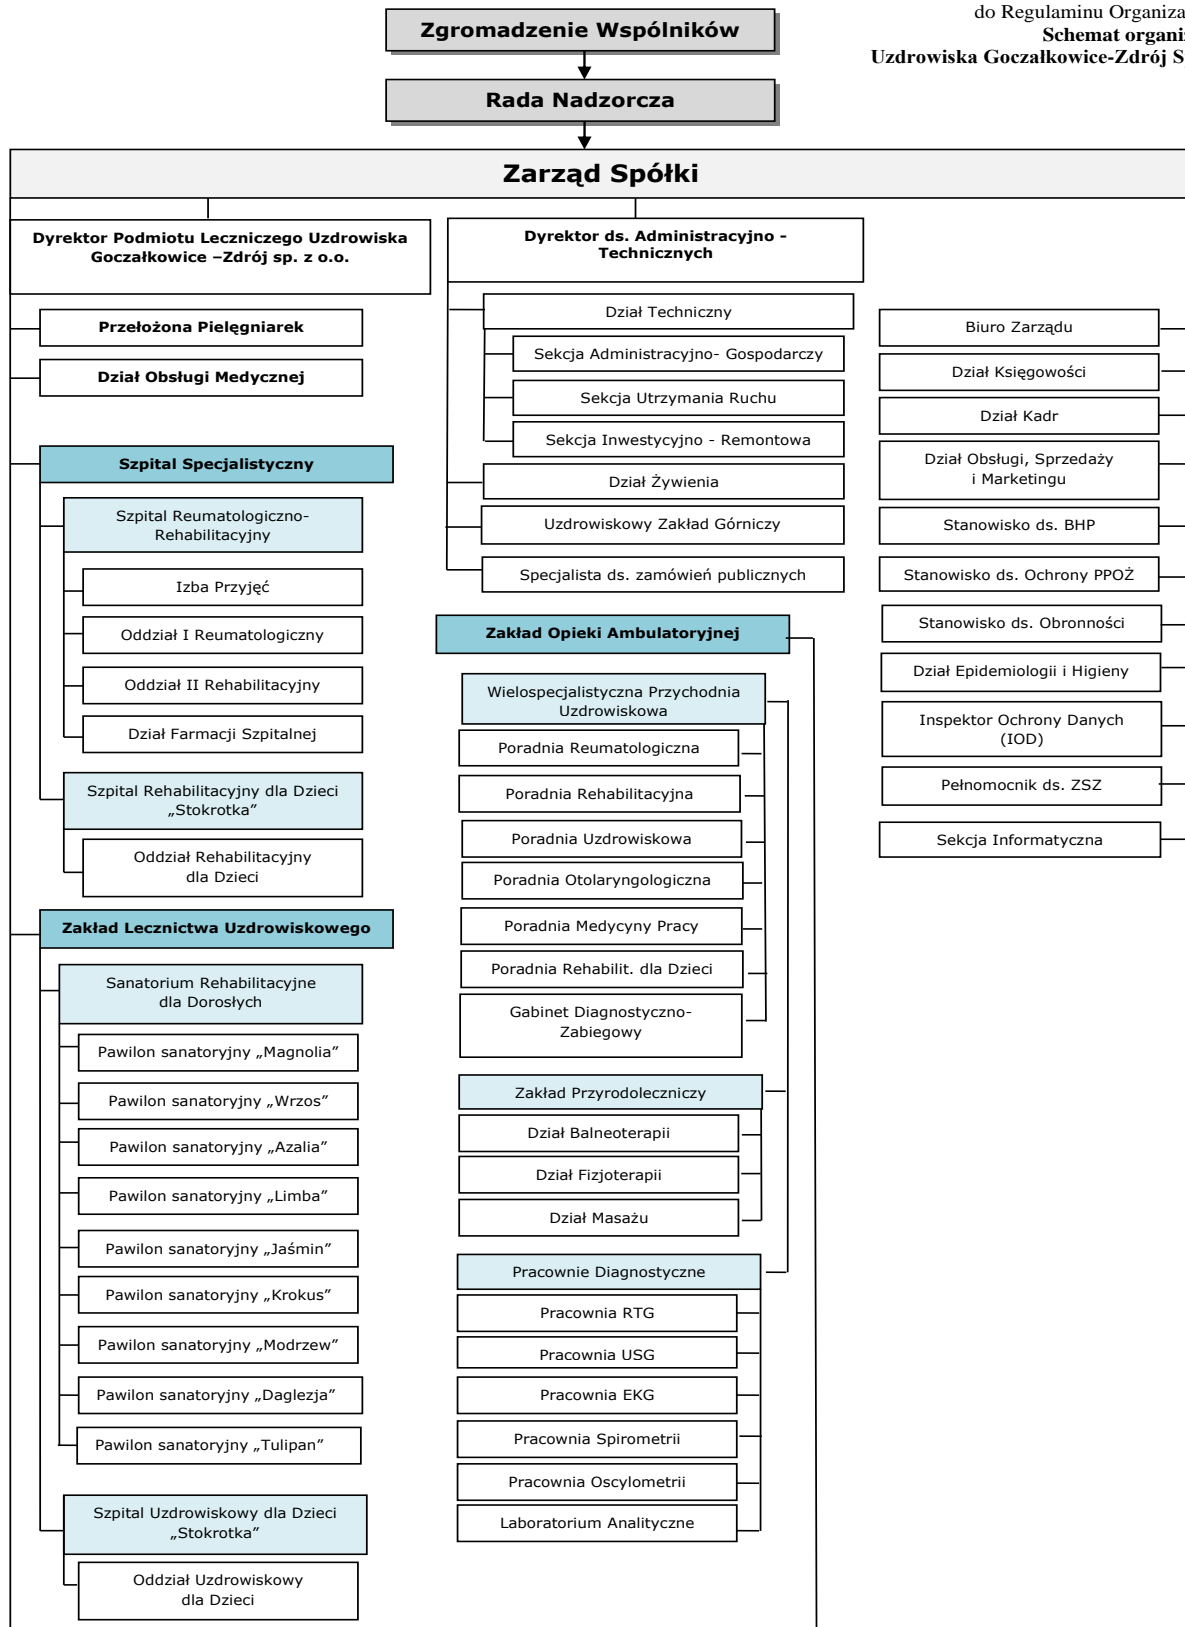 do Regulaminu Organiza
Schemat organi
Uzdrowiska Goczałkowice-Zdrój S
Zgromadzenie Wspólników
Rada Nadzorcza
Zarząd Spółki
Dyrektor Podmiotu Leczniczego Uzdrowiska
Goczałkowice –Zdrój sp. z o.o.
Przełożona Pielęgniarek
Dział Obsługi Medycznej
Szpital Specjalistyczny
Szpital Reumatologiczno-
Rehabilitacyjny
Izba Przyjęć
Oddział I Reumatologiczny
Oddział II Rehabilitacyjny
Dział Farmacji Szpitalnej
Szpital Rehabilitacyjny dla Dzieci
„Stokrotka”
Oddział Rehabilitacyjny
dla Dzieci
Zakład Lecznictwa Uzdrowiskowego
Sanatorium Rehabilitacyjne
dla Dorosłych
Pawilon sanatoryjny „Magnolia”
Pawilon sanatoryjny „Wrzos”
Pawilon sanatoryjny „Azalia”
Pawilon sanatoryjny „Limba”
Pawilon sanatoryjny „Jaśmin”
Pawilon sanatoryjny „Krokus”
Pawilon sanatoryjny „Modrzew”
Pawilon sanatoryjny „Daglezja”
Pawilon sanatoryjny „Tulipan”
Szpital Uzdrowiskowy dla Dzieci
„Stokrotka”
Oddział Uzdrowiskowy
dla Dzieci
Dyrektor ds. Administracyjno -
Technicznych
Dział Techniczny
Sekcja Administracyjno- Gospodarczy
Sekcja Utrzymania Ruchu
Sekcja Inwestycyjno - Remontowa
Dział Żywienia
Uzdrowiskowy Zakład Górniczy
Specjalista ds. zamówień publicznych
Zakład Opieki Ambulatoryjnej
Wielospecjalistyczna Przychodnia
Uzdrowiskowa
Poradnia Reumatologiczna
Poradnia Rehabilitacyjna
Poradnia Uzdrowiskowa
Poradnia Otolaryngologiczna
Poradnia Medycyny Pracy
Poradnia Rehabilit. dla Dzieci
Gabinet Diagnostyczno-
Zabiegowy
Zakład Przyrodoleczniczy
Dział Balneoterapii
Dział Fizjoterapii
Dział Masażu
Pracownie Diagnostyczne
Pracownia RTG
Pracownia USG
Pracownia EKG
Pracownia Spirometrii
Pracownia Oscylometrii
Laboratorium Analityczne
Biuro Zarządu
Dział Księgowości
Dział Kadr
Dział Obsługi, Sprzedaży
i Marketingu
Stanowisko ds. BHP
Stanowisko ds. Ochrony PPOŻ
Stanowisko ds. Obronności
Dział Epidemiologii i Higieny
Inspektor Ochrony Danych
(IOD)
Pełnomocnik ds. ZSZ
Sekcja Informatyczna